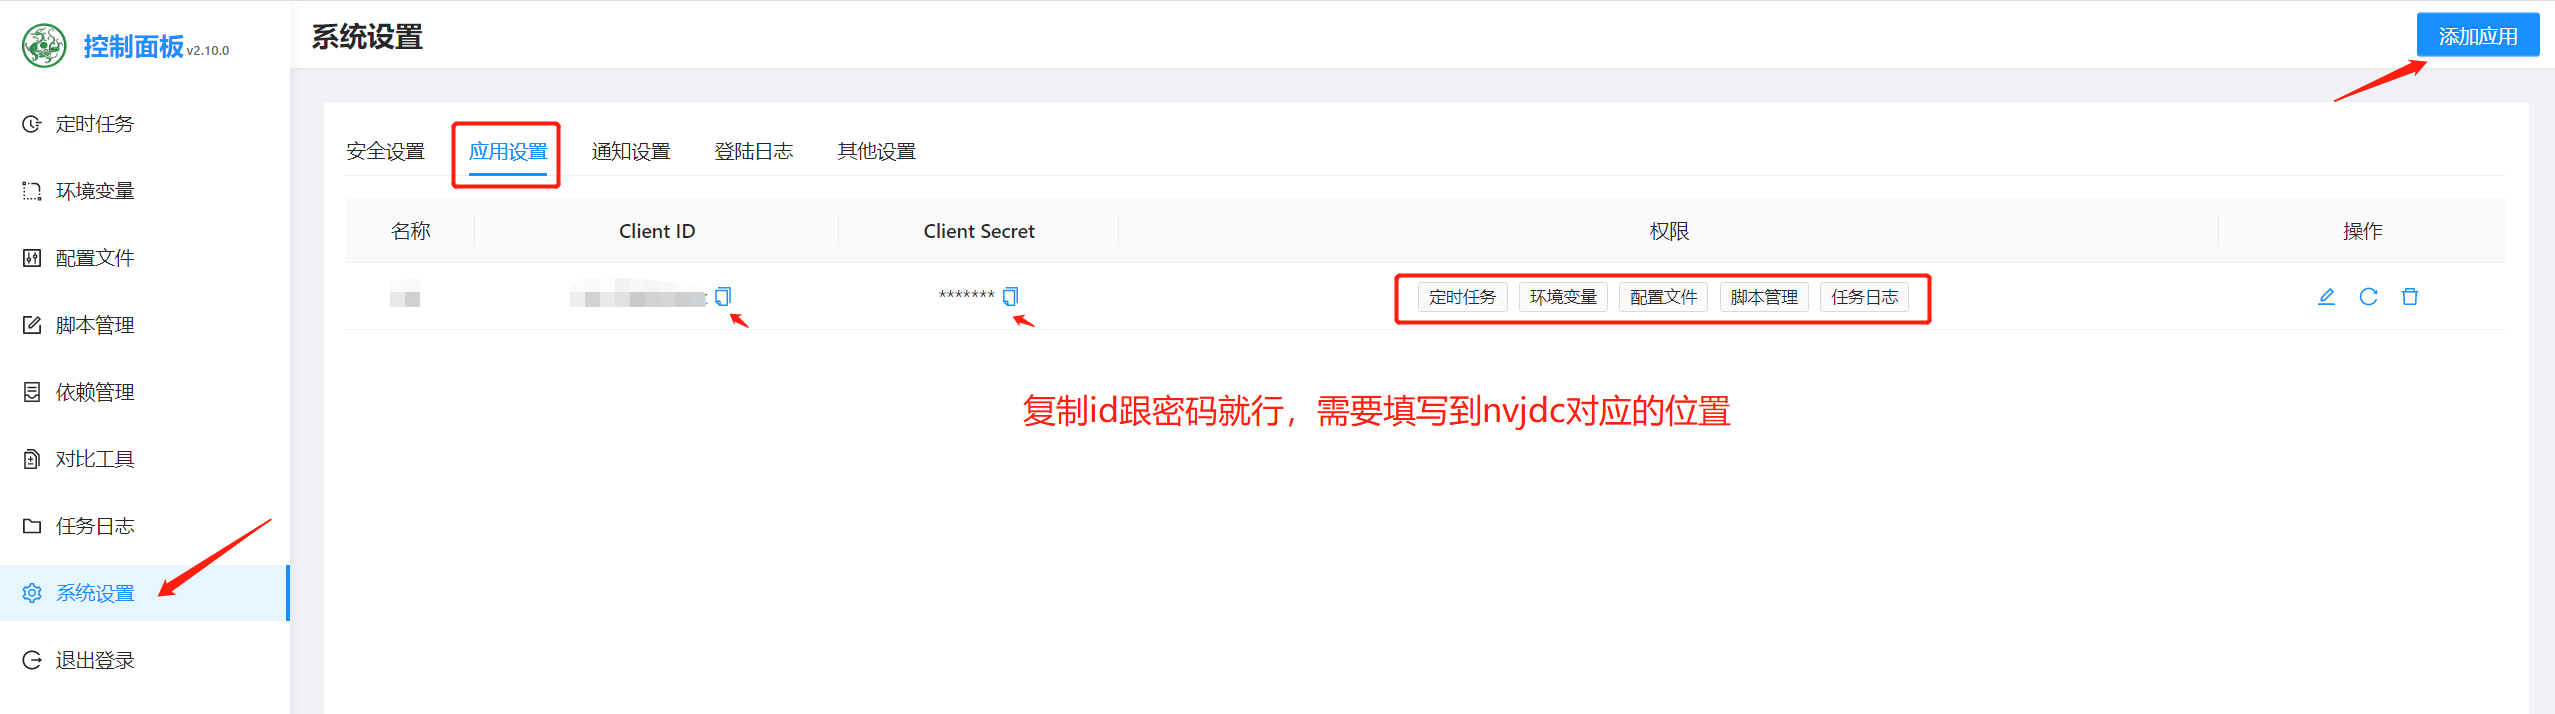 控制面板 v2.10.0
系统设置
添加应用
定时任务
环境变量
配置文件
脚本管理
依赖管理
对比工具
任务日志
系统设置
退出登录
安全设置 应用设置 通知设置 登陆日志 其他设置
名称 Client ID Client Secret 权限 操作
******* 定时任务 环境变量 配置文件 脚本管理 任务日志
复制id跟密码就行，需要填写到nvjdc对应的位置